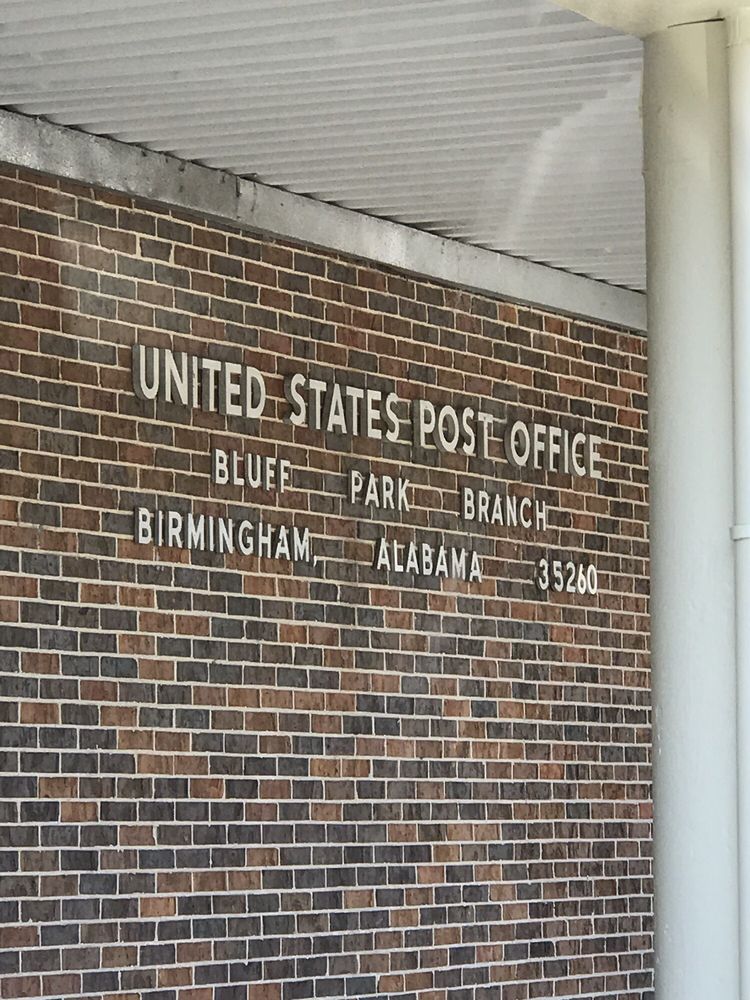 UNITED STATES POST OFFICE
BLUFF PARK BRANCH
BIRMINGHAM, ALABAMA 35260